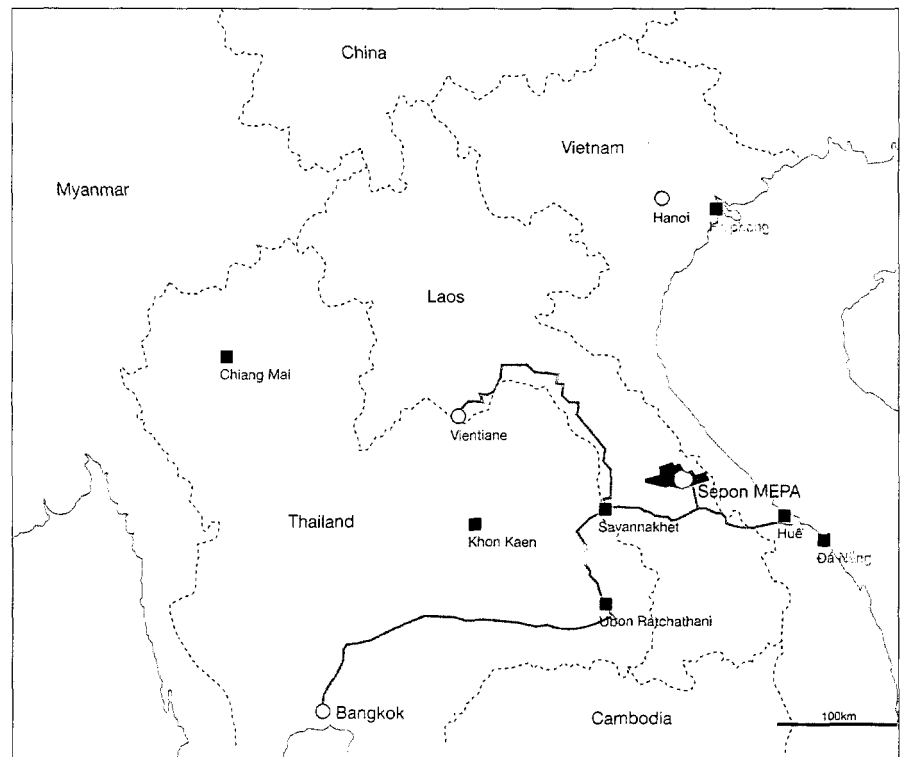 China
Vietnam
Myanmar
Hanoi
Laos
Chiang Mai
Vientiane
Sepon MEPA
Thailand
Savannakhet
Khon Kaen
Huê
Ubon Ratchathani
Bangkok
Cambodia
100km